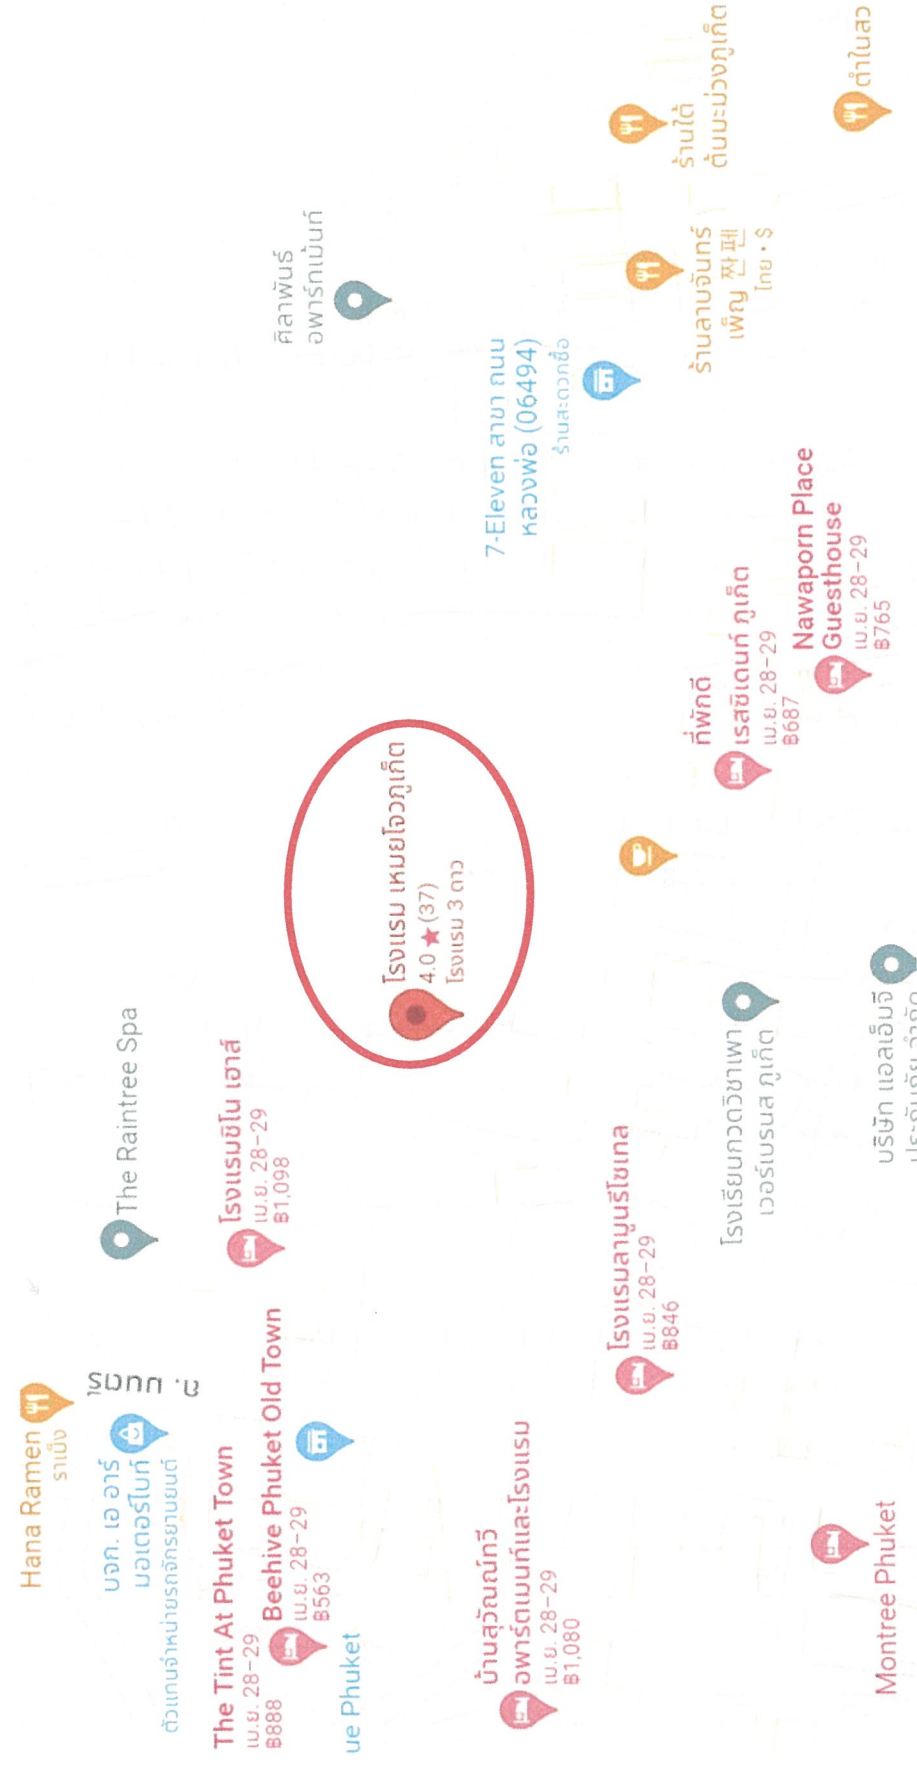 Hana Ramen
ราเม็ง
บจก. เอ อาร์
มอเตอร์ไบท์
ตัวแทนจำหน่ายรถจักรยานยนต์
The Raintree Spa
The Tint At Phuket Town
เม.ย. 28–29
฿888
Beehive Phuket Old Town
เม.ย. 28–29
฿563
ue Phuket
โรงแรมชิโน เฮาส์
เม.ย. 28–29
฿1,098
ศิลาพันธ์
อพาร์ทเม้นท์
โรงแรม เหมยโจวภูเก็ต
4.0 ★ (37)
โรงแรม 3 ดาว
7-Eleven สาขา ถนน
หลวงพ่อ (06494)
ร้านสะดวกซื้อ
บ้านสุวัณณ์ทวี
อพาร์ตเมนท์และโรงแรม
เม.ย. 28–29
฿1,080
โรงแรมลามูนรีโซเทล
เม.ย. 28–29
฿846
ร้านใต้
ต้นมะม่วงภูเก็ต
ร้านลาบจันทร์
เพ็ญ 짠펜
ไทย • $
ที่พักดี
เรสซิเดนท์ ภูเก็ต
เม.ย. 28–29
฿687
Nawaporn Place
Guesthouse
เม.ย. 28–29
฿765
โรงเรียนกวดวิชาเพา
เวอร์เบรนส ภูเก็ต
ตำในสว
Montree Phuket
บริษัท แอลเอ็มจี